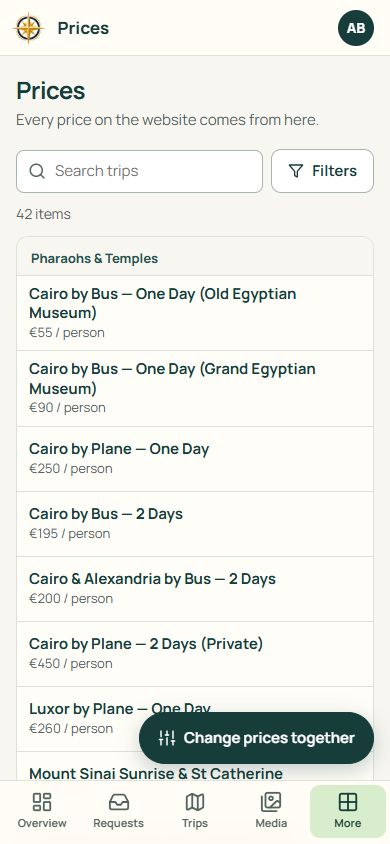 Prices
AB
Prices
Every price on the website comes from here.
Search trips
Filters
42 items
Pharaohs & Temples
Cairo by Bus — One Day (Old Egyptian
Museum)
€55 / person
Cairo by Bus — One Day (Grand Egyptian
Museum)
€90 / person
Cairo by Plane — One Day
€250 / person
Cairo by Bus — 2 Days
€195 / person
Cairo & Alexandria by Bus — 2 Days
€200 / person
Cairo by Plane — 2 Days (Private)
€450 / person
Luxor by Plane — One Day
€260 / person
Change prices together
Mount Sinai Sunrise & St Catherine
Overview
Requests
Trips
Media
More